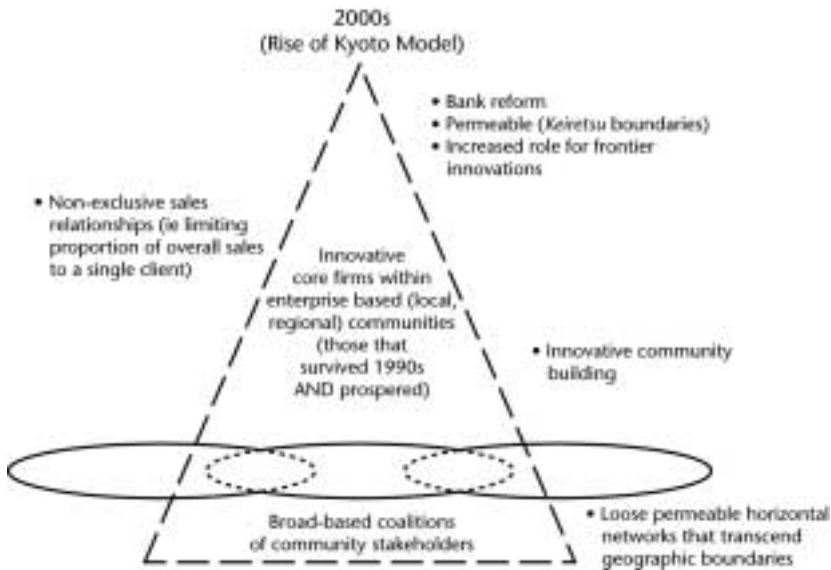 2000s
(Rise of Kyoto Model)
• Bank reform
• Permeable (Keiretsu boundaries)
• Increased role for frontier
innovations
• Non-exclusive sales
relationships (ie limiting
proportion of overall sales
to a single client)
Innovative
core firms within
enterprise based (local,
regional) communities
(those that
survived 1990s
AND prospered)
• Innovative community
building
Broad-based coalitions
of community stakeholders
• Loose permeable horizontal
networks that transcend
geographic boundaries